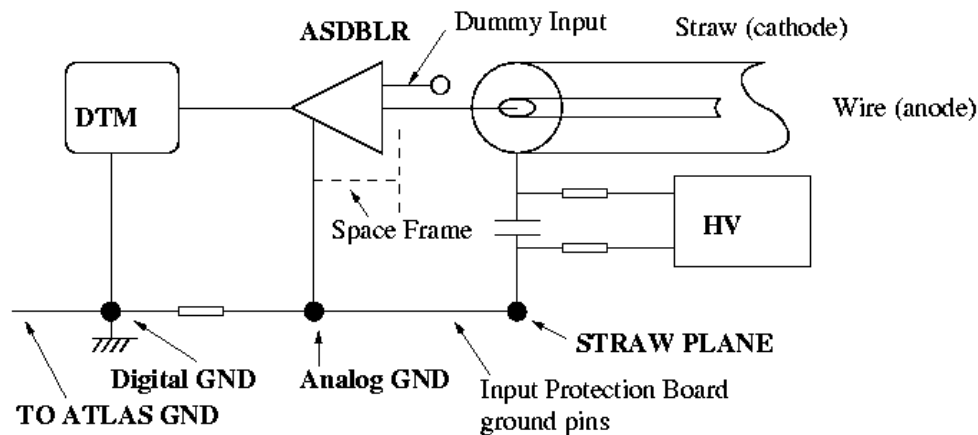 ASDBLR
Dummy Input
Straw (cathode)
DTM
Wire (anode)
Space Frame
HV
STRAW PLANE
Digital GND
Analog GND
Input Protection Board
ground pins
TO ATLAS GND